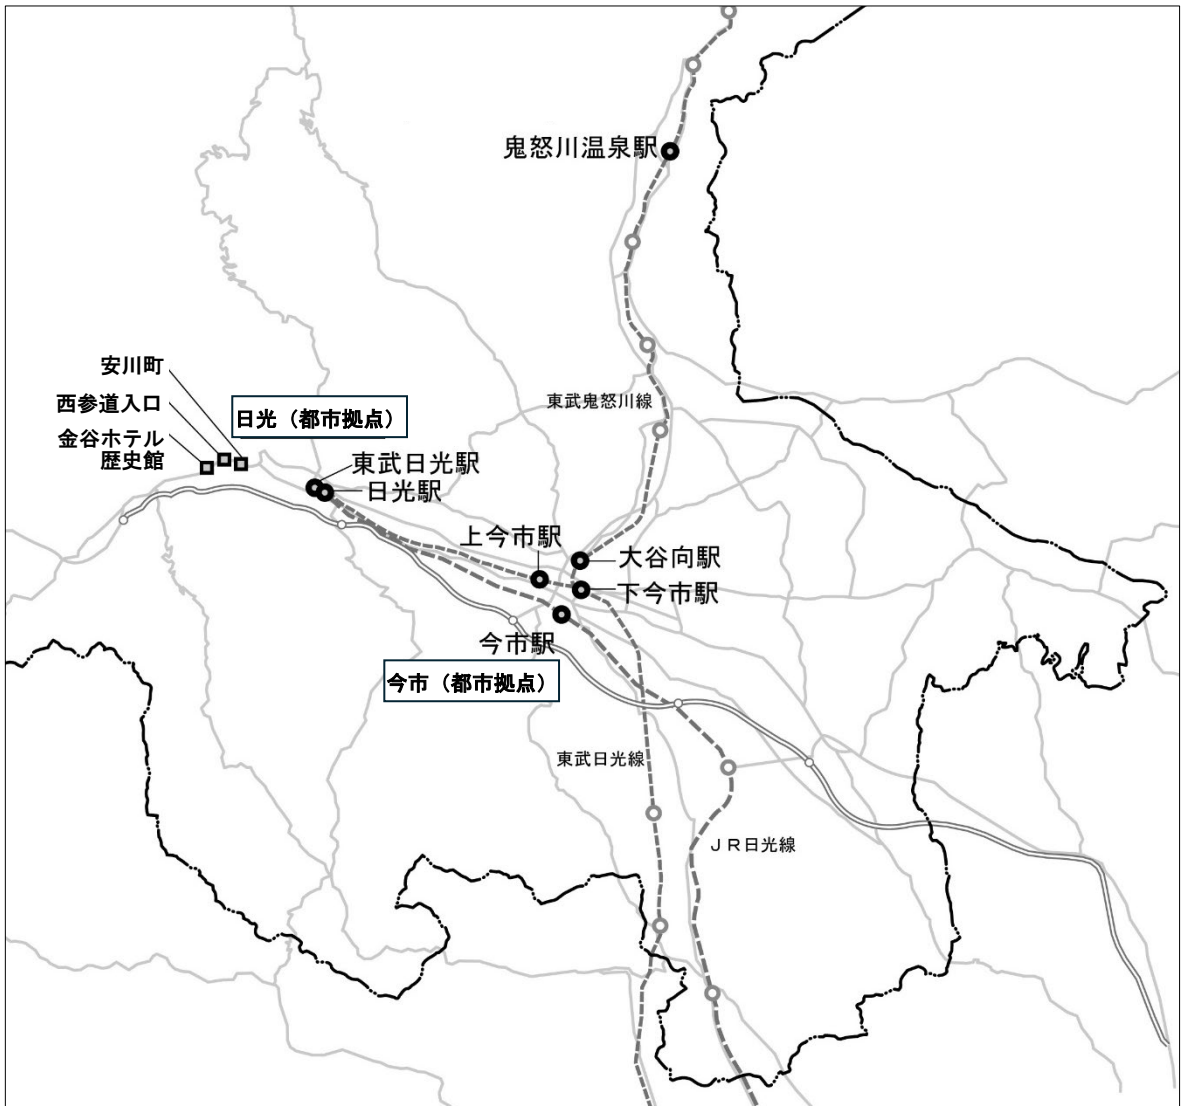 鬼怒川温泉駅
安川町
西参道入口
金谷ホテル
歴史館
日光（都市拠点）
東武鬼怒川線
東武日光駅
日光駅
上今市駅
大谷向駅
下今市駅
今市駅
今市（都市拠点）
東武日光線
ＪＲ日光線